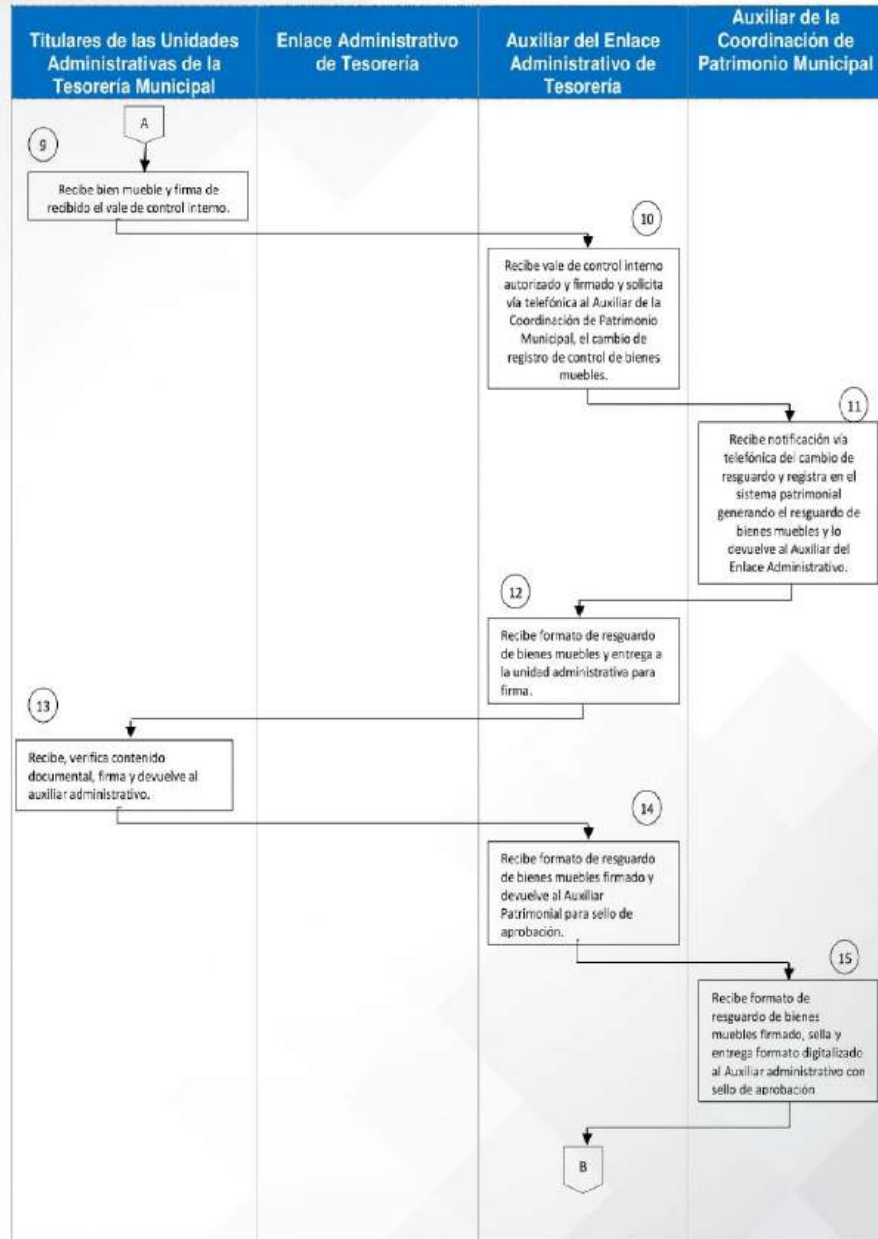 Titulares de las Unidades
Administrativas de la
Tesorería Municipal
Enlace Administrativo
de Tesorería
Auxiliar del Enlace
Administrativo de
Tesorería
Auxiliar de la
Coordinación de
Patrimonio Municipal
A
9
Recibe bien mueble y firma de
recibido el vale de control interno.
10
Recibe vale de control interno
autorizado y firmado y solicita
vía telefónica al Auxiliar de la
Coordinación de Patrimonio
Municipal, el cambio de
registro de control de bienes
muebles.
11
Recibe notificación vía
telefónica del cambio de
resguardo y registra en el
sistema patrimonial
generando el resguardo de
bienes muebles y lo
devuelve al Auxiliar del
Enlace Administrativo.
12
Recibe formato de resguardo
de bienes muebles y entrega a
la unidad administrativa para
firma.
13
Recibe, verifica contenido
documental, firma y devuelve al
auxiliar administrativo.
14
Recibe formato de resguardo
de bienes muebles firmado y
devuelve al Auxiliar
Patrimonial para sello de
aprobación.
15
Recibe formato de
resguardo de bienes
muebles firmado, sella y
entrega formato digitalizado
al Auxiliar administrativo con
sello de aprobación
B